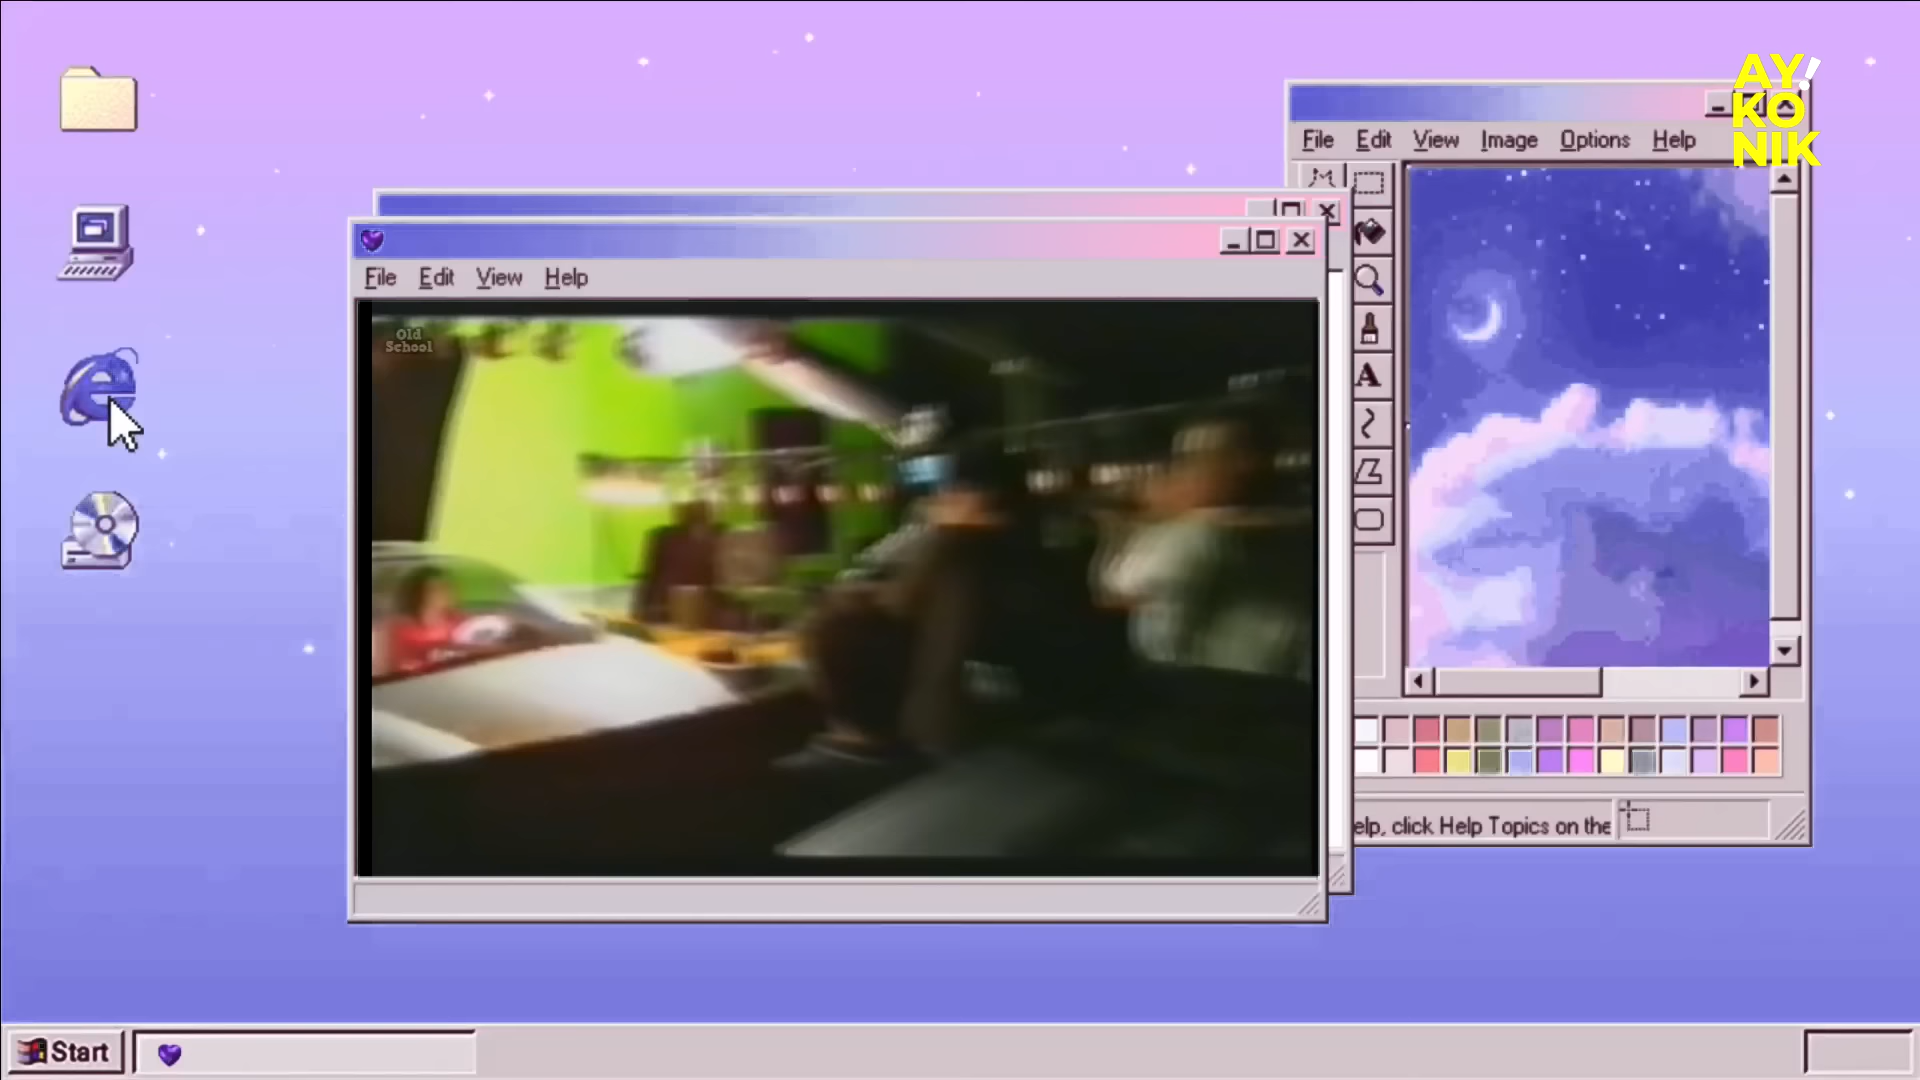 AY!
KO
NIK
File Edit View Image Options Help
File Edit View Help
Old
School
A
elp, click Help Topics on the
Start